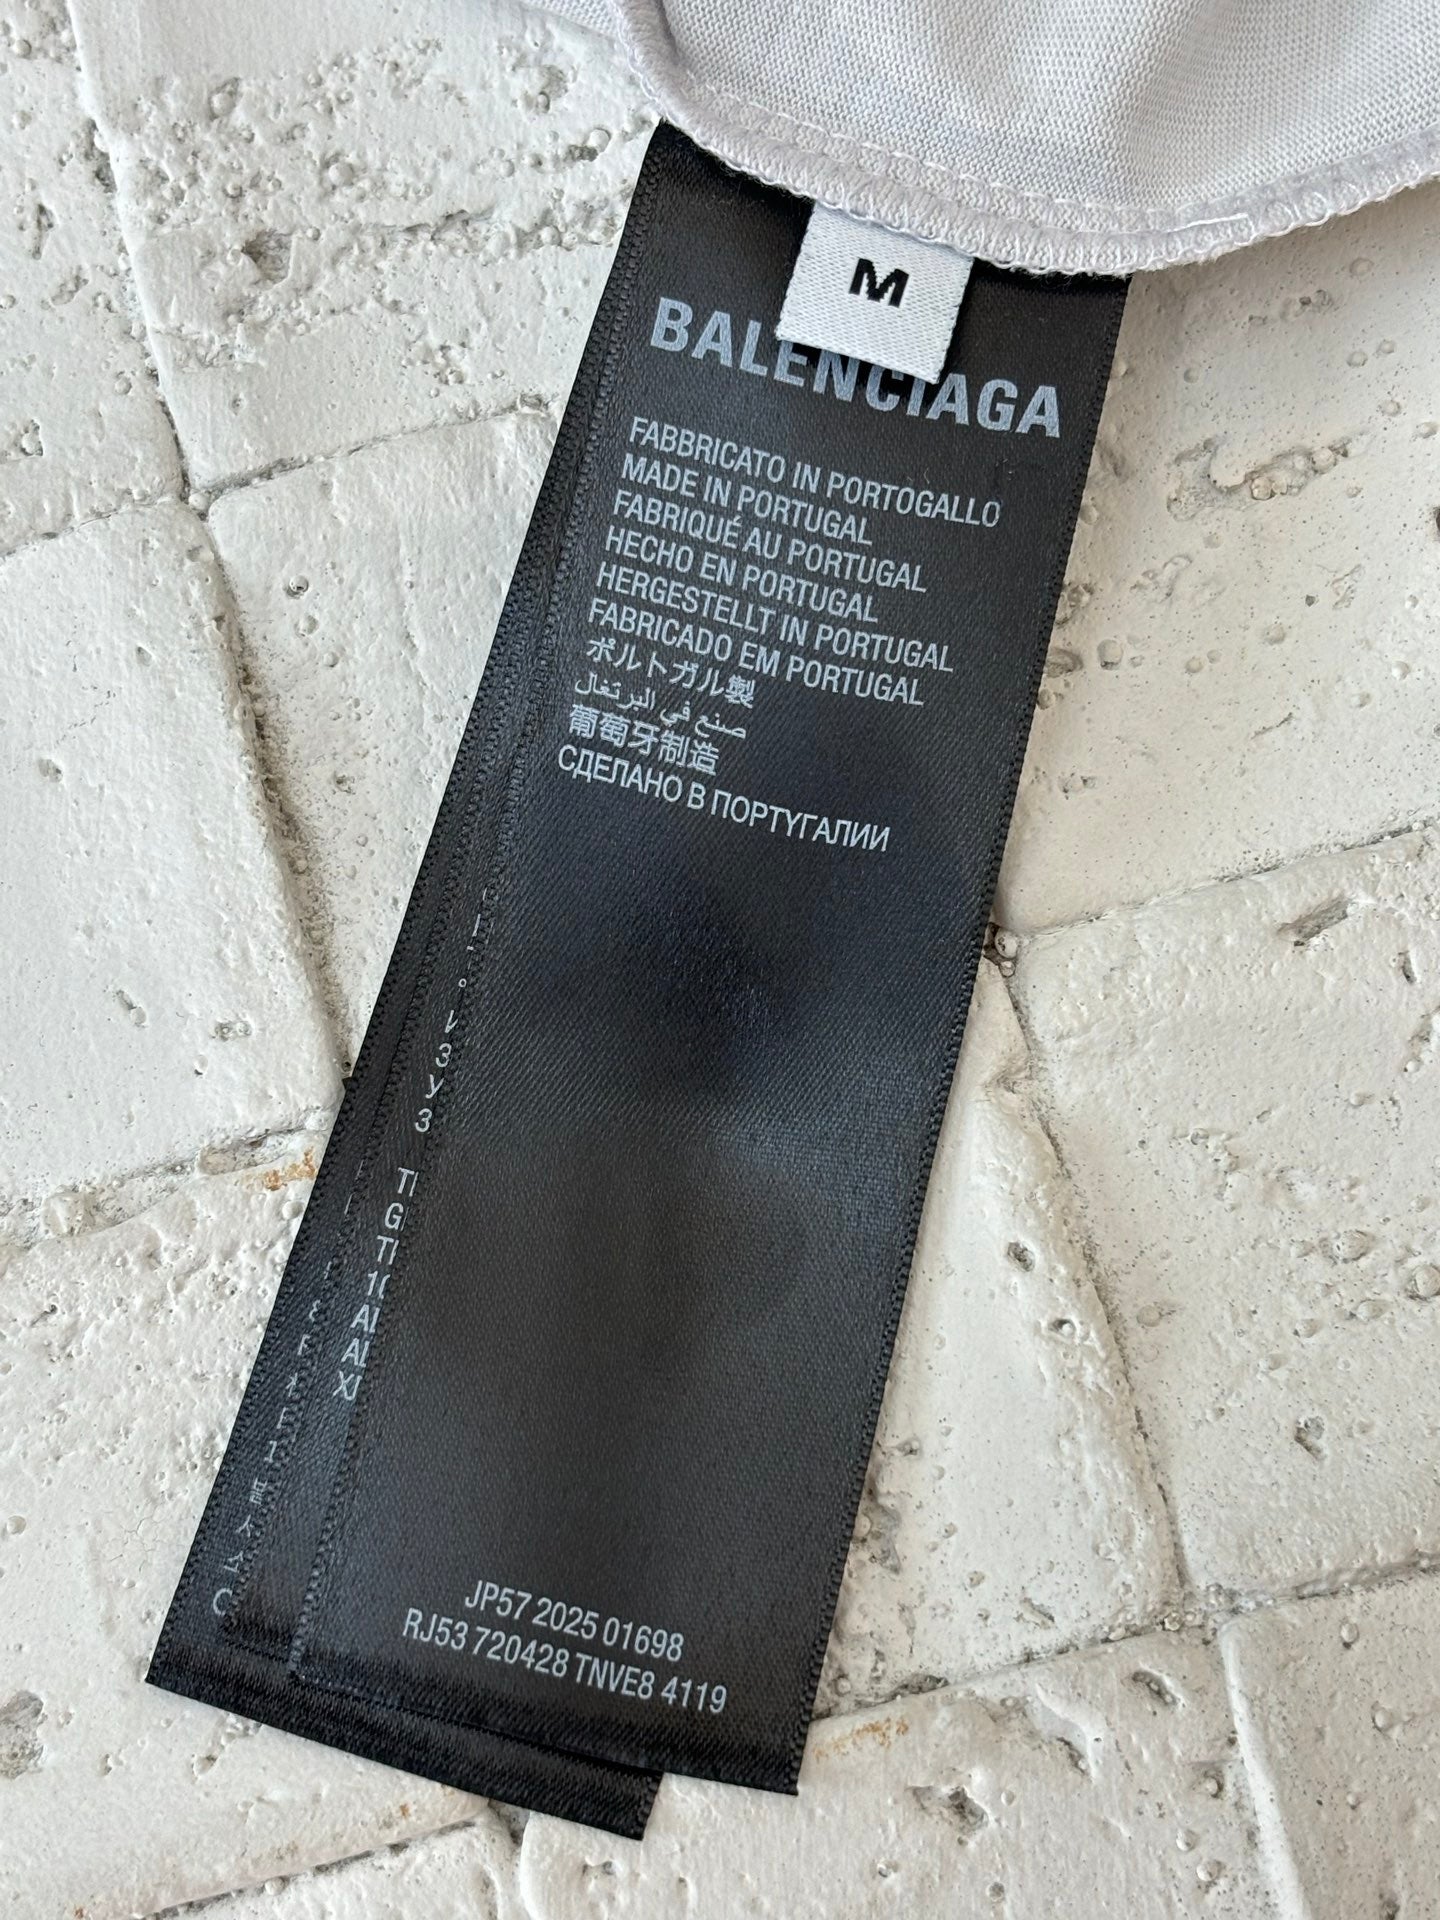 M
BALENCIAGA
FABBRICATO IN PORTOGALLO
MADE IN PORTUGAL
FABRIQUÉ AU PORTUGAL
HECHO EN PORTUGAL
HERGESTELLT IN PORTUGAL
FABRICADO EM PORTUGAL
ポルトガル製
صنع في البرتغال
葡萄牙制造
СДЕЛАНО В ПОРТУГАЛИИ
JP57 2025 01698
RJ53 720428 TNVE8 4119